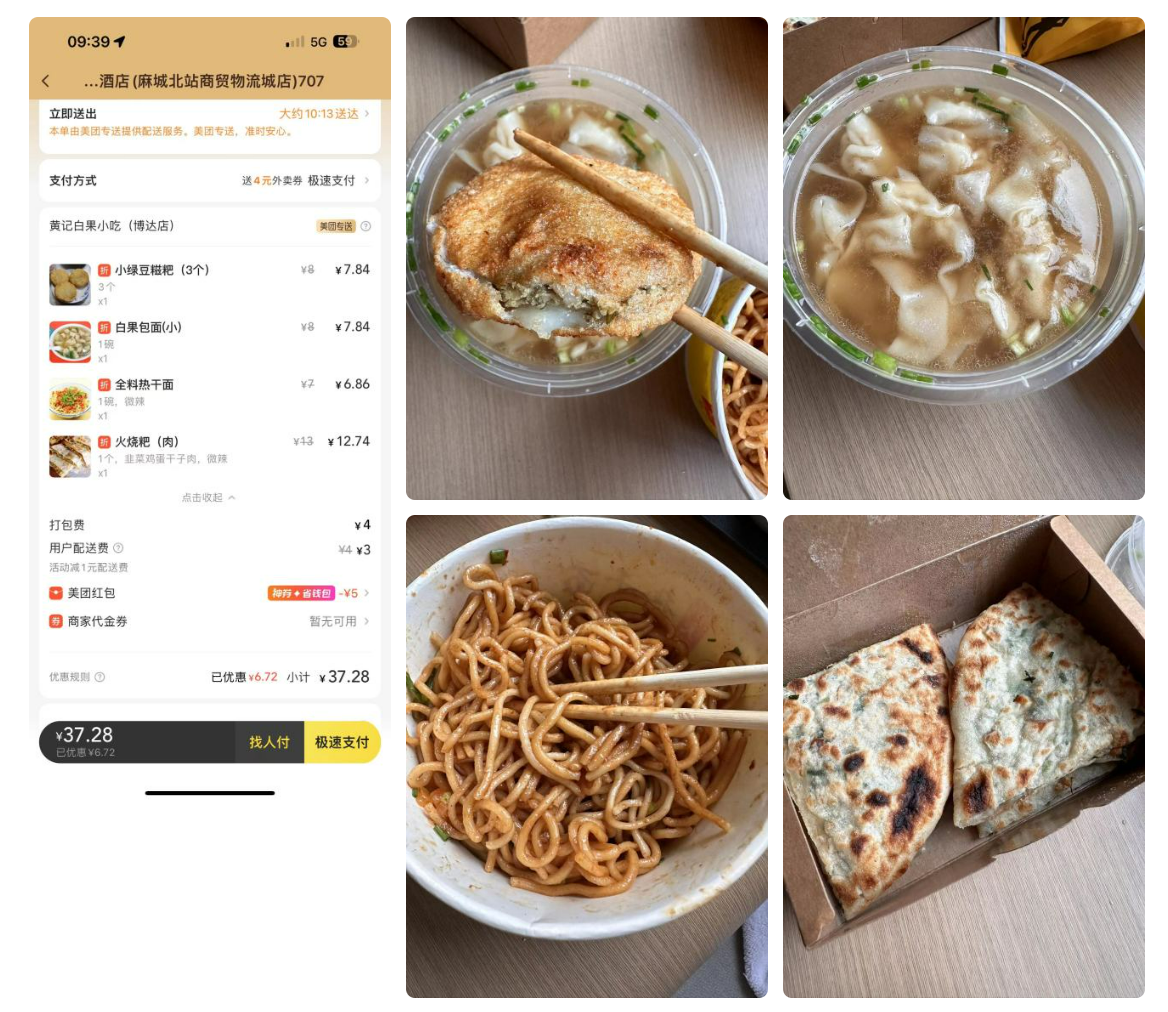 09:39
5G 59
...酒店(麻城北站商贸物流城店)707
立即送出 大约10:13送达
本单由美团专送提供配送服务。美团专送，准时安心。
支付方式 送4元外卖券 极速支付
黄记白果小吃（博达店） 美团专送
折 小绿豆糍粑（3个） ¥8 ¥7.84
3个
x1
折 白果包面(小) ¥8 ¥7.84
1碗
x1
折 全料热干面 ¥7 ¥6.86
1碗，微辣
x1
折 火烧粑（肉） ¥13 ¥12.74
1个，韭菜鸡蛋干子肉，微辣
x1
点击收起
打包费 ¥4
用户配送费 ¥4 ¥3
活动减1元配送费
美团红包 神券 省钱包 -¥5
券 商家代金券 暂无可用
优惠规则 已优惠¥6.72 小计 ¥37.28
¥37.28 找人付 极速支付
已优惠¥6.72